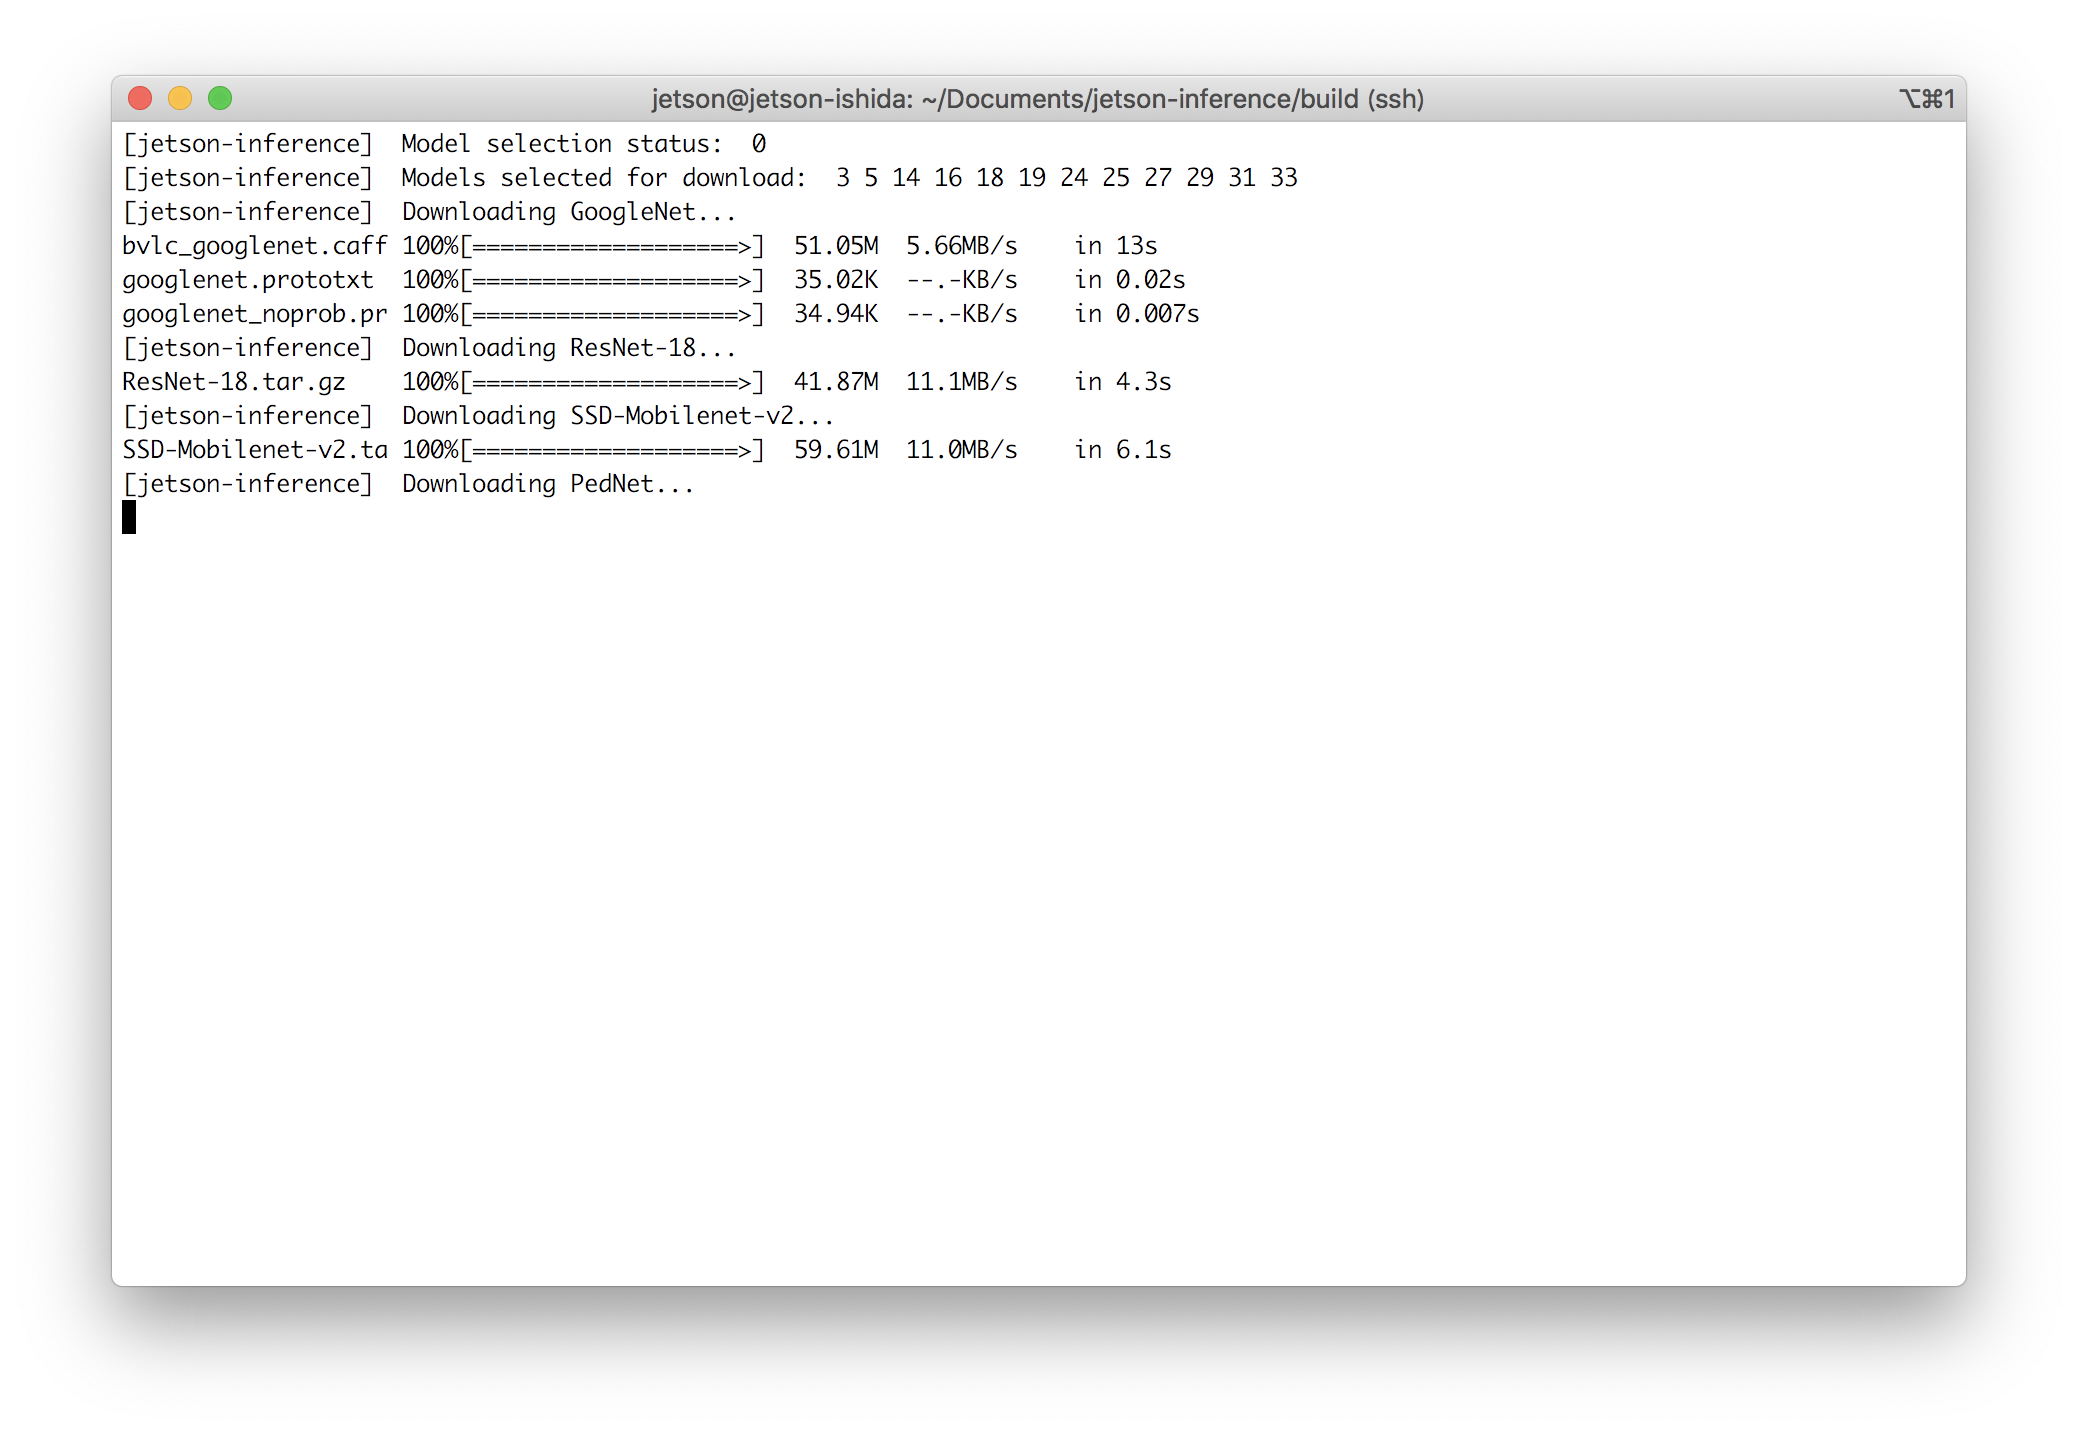 jetson@jetson-ishida: ~/Documents/jetson-inference/build (ssh) ⌥⌘1
[jetson-inference]  Model selection status:  0
[jetson-inference]  Models selected for download:  3 5 14 16 18 19 24 25 27 29 31 33
[jetson-inference]  Downloading GoogleNet...
bvlc_googlenet.caff 100%[===================>]  51.05M  5.66MB/s    in 13s
googlenet.prototxt  100%[===================>]  35.02K  --.-KB/s    in 0.02s
googlenet_noprob.pr 100%[===================>]  34.94K  --.-KB/s    in 0.007s
[jetson-inference]  Downloading ResNet-18...
ResNet-18.tar.gz    100%[===================>]  41.87M  11.1MB/s    in 4.3s
[jetson-inference]  Downloading SSD-Mobilenet-v2...
SSD-Mobilenet-v2.ta 100%[===================>]  59.61M  11.0MB/s    in 6.1s
[jetson-inference]  Downloading PedNet...